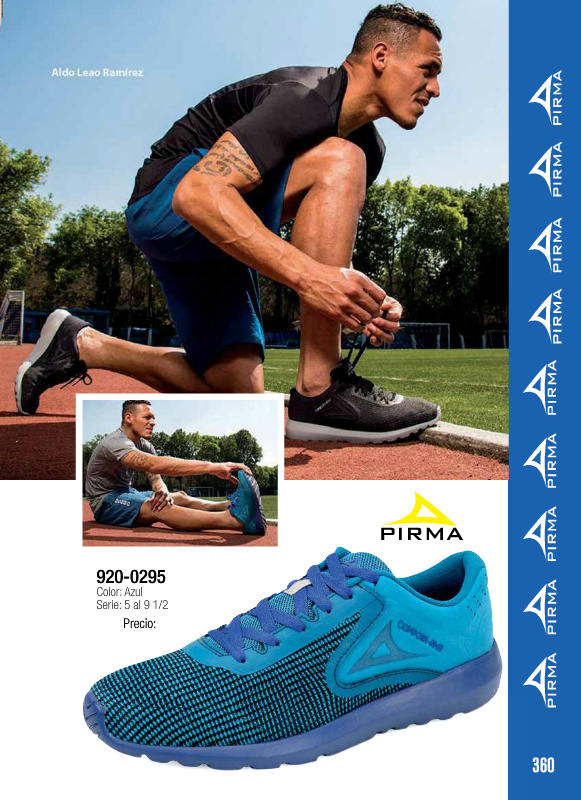 Aldo Leao Ramírez
PIRMA
PIRMA
PIRMA
PIRMA
PIRMA
PIRMA
PIRMA
PIRMA
PIRMA
PIRMA
920-0295
Color: Azul
Serie: 5 al 9 1/2
Precio:
360